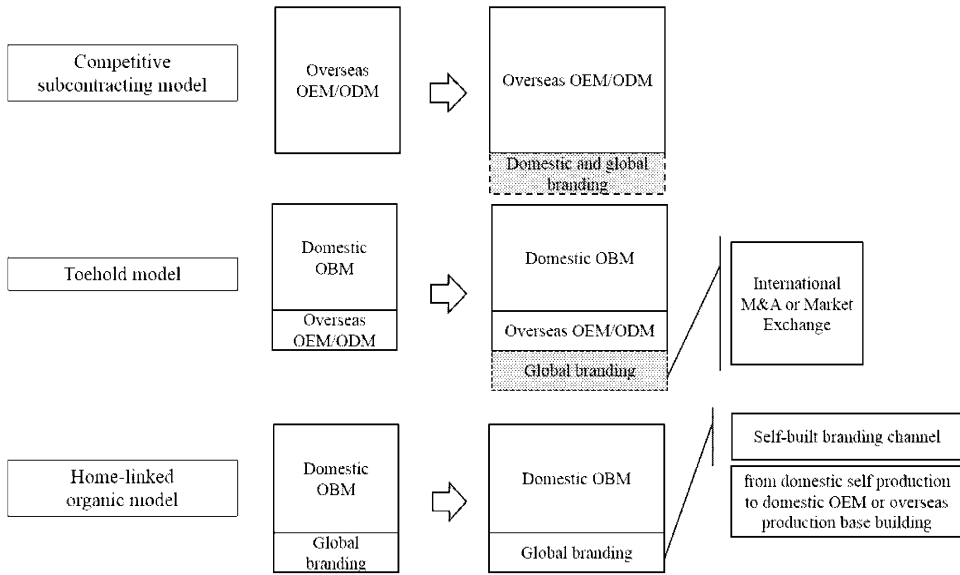 Competitive
subcontracting model
Overseas
OEM/ODM
Overseas OEM/ODM
Domestic and global
branding
Toehold model
Domestic
OBM
Overseas
OEM/ODM
Domestic OBM
Overseas OEM/ODM
Global branding
International
M&A or Market
Exchange
Home-linked
organic model
Domestic
OBM
Global
branding
Domestic OBM
Global branding
Self-built branding channel
from domestic self production
to domestic OEM or overseas
production base building